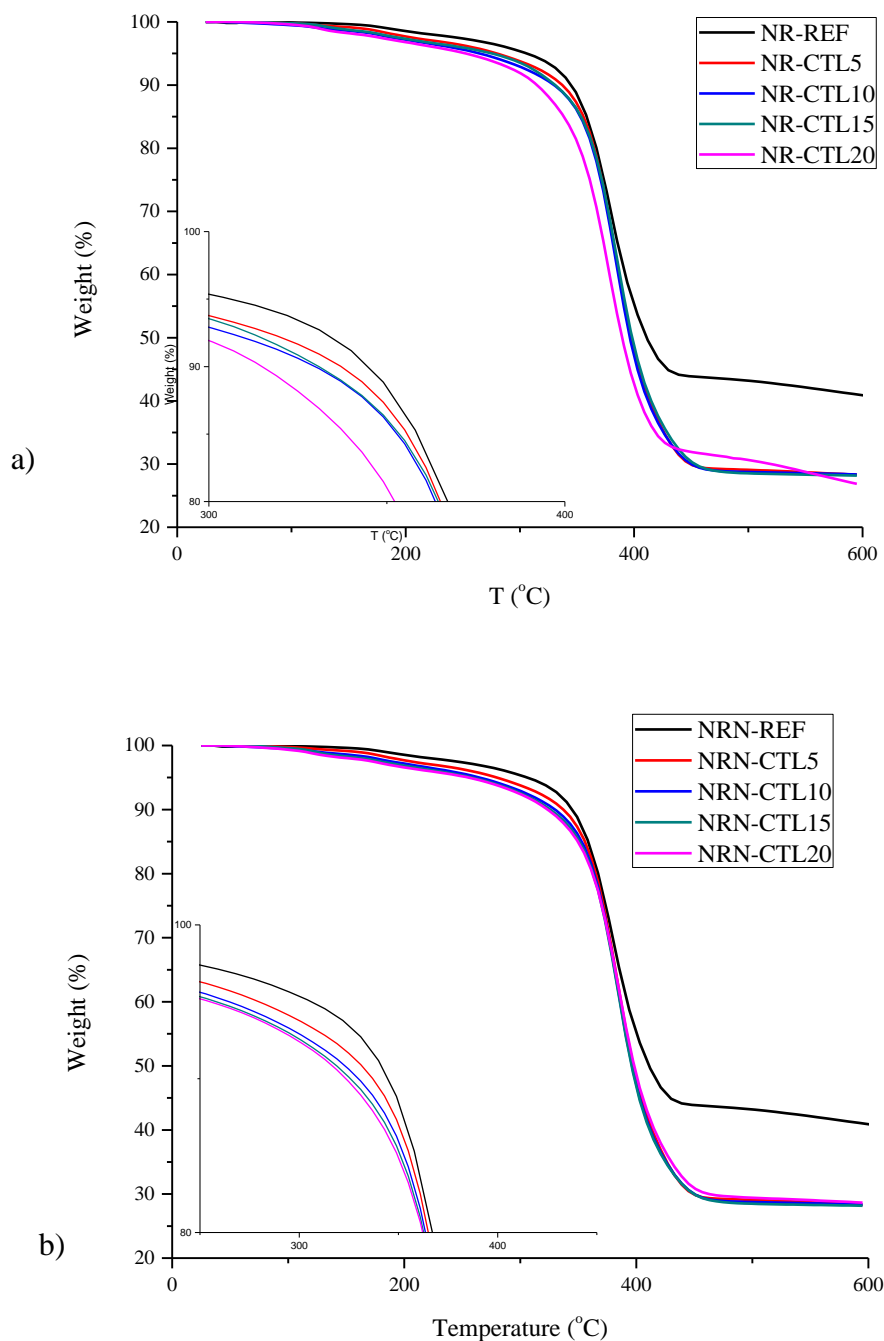 100
90
80
70
60
50
40
30
20
Weight (%)
NR-REF
NR-CTL5
NR-CTL10
NR-CTL15
NR-CTL20
100
90
80
Weight (%)
300
400
T (°C)
a)
0
200
400
600
T (°C)
100
90
80
70
60
50
40
30
20
Weight (%)
NRN-REF
NRN-CTL5
NRN-CTL10
NRN-CTL15
NRN-CTL20
100
80
300
400
b)
0
200
400
600
Temperature (°C)